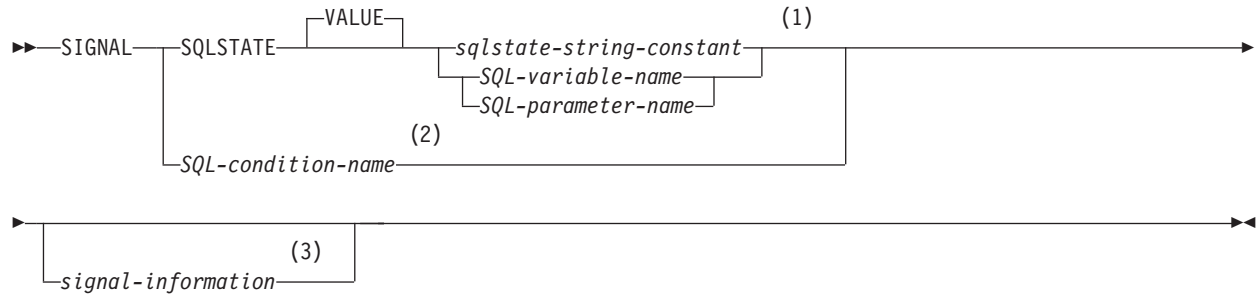 VALUE
(1)
SIGNAL SQLSTATE sqlstate-string-constant
SQL-variable-name
SQL-parameter-name
(2)
SQL-condition-name
(3)
signal-information